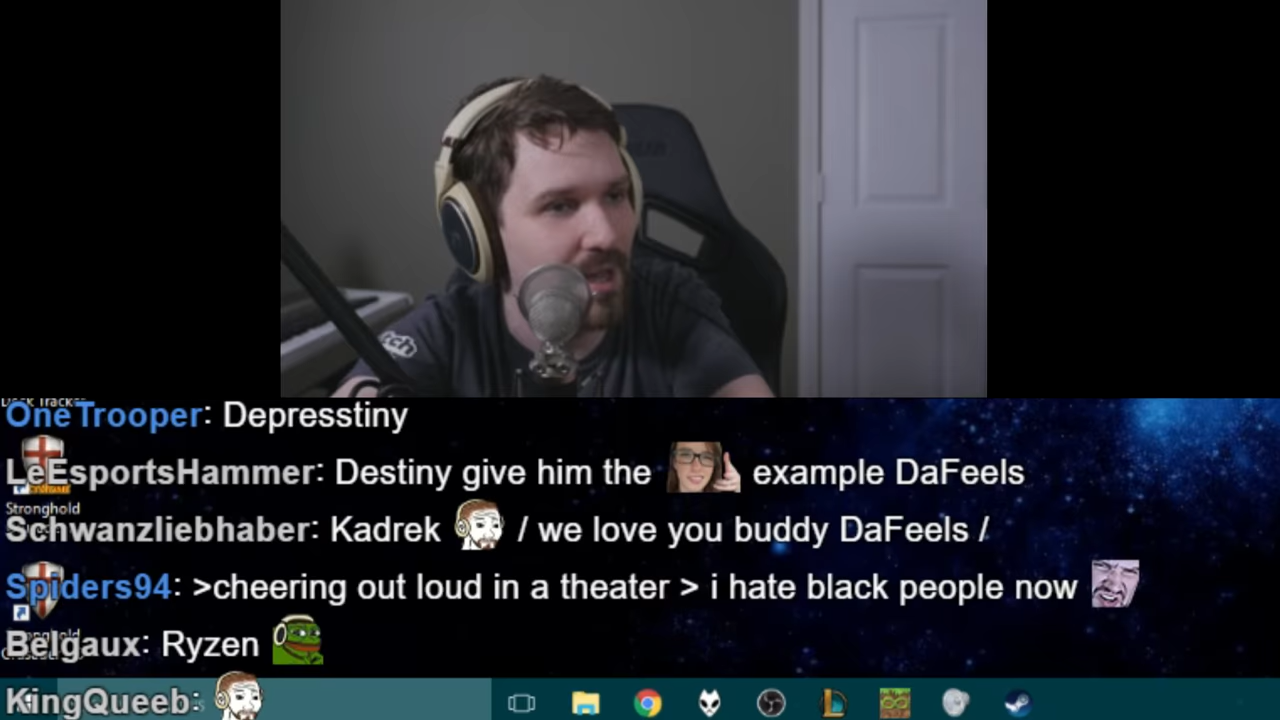 OneTrooper: Depresstiny
LeEsportsHammer: Destiny give him the example DaFeels
Stronghold
Schwanzliebhaber: Kadrek / we love you buddy DaFeels /
Spiders94: >cheering out loud in a theater > i hate black people now
Belgaux: Ryzen
KingQueeb: